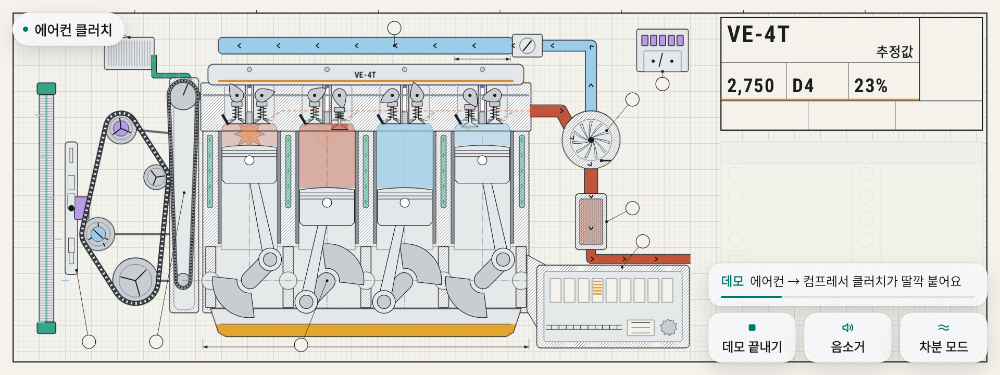 에어컨 클러치
VE-4T
VE-4T
추정값
2,750 D4 23%
데모 에어컨 → 컴프레서 클러치가 딸깍 붙어요
데모 끝내기
음소거
차분 모드